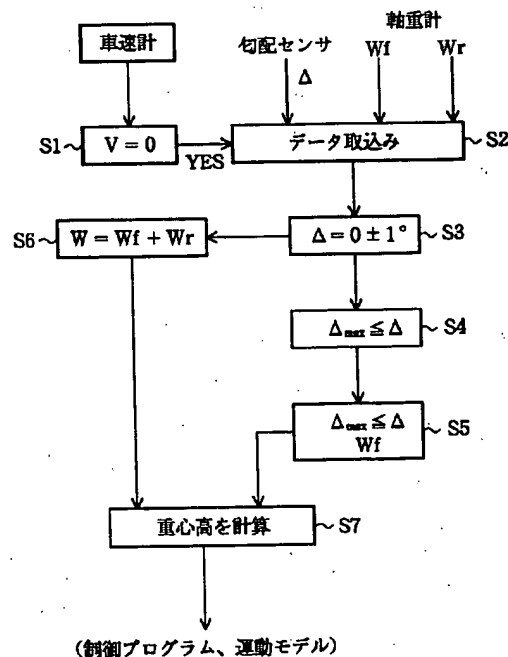 車速計
匂配センサ
Δ
軸重計
Wf Wr
S1
V = 0
YES
データ取込み
S2
S6
W = Wf + Wr
Δ = 0 ± 1°
S3
Δmax ≦ Δ
S4
Δmax ≦ Δ
Wf
S5
重心高を計算
S7
(制御プログラム、運動モデル)